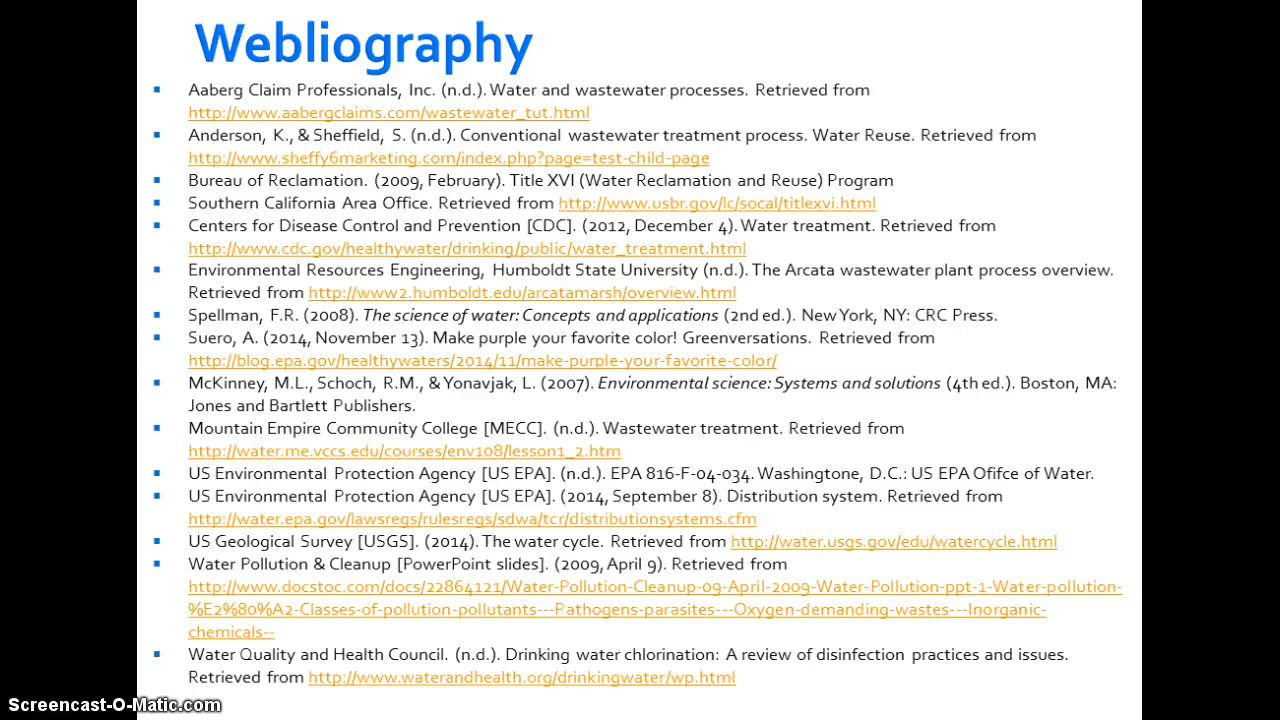 Webliography
▪ Aaberg Claim Professionals, Inc. (n.d.). Water and wastewater processes. Retrieved from
http://www.aabergclaims.com/wastewater_tut.html
▪ Anderson, K., & Sheffield, S. (n.d.). Conventional wastewater treatment process. Water Reuse. Retrieved from
http://www.sheffy6marketing.com/index.php?page=test-child-page
▪ Bureau of Reclamation. (2009, February). Title XVI (Water Reclamation and Reuse) Program
▪ Southern California Area Office. Retrieved from http://www.usbr.gov/lc/socal/titlexvi.html
▪ Centers for Disease Control and Prevention [CDC]. (2012, December 4). Water treatment. Retrieved from
http://www.cdc.gov/healthywater/drinking/public/water_treatment.html
▪ Environmental Resources Engineering, Humboldt State University (n.d.). The Arcata wastewater plant process overview.
Retrieved from http://www2.humboldt.edu/arcatamarsh/overview.html
▪ Spellman, F.R. (2008). The science of water: Concepts and applications (2nd ed.). New York, NY: CRC Press.
▪ Suero, A. (2014, November 13). Make purple your favorite color! Greenversations. Retrieved from
http://blog.epa.gov/healthywaters/2014/11/make-purple-your-favorite-color/
▪ McKinney, M.L., Schoch, R.M., & Yonavjak, L. (2007). Environmental science: Systems and solutions (4th ed.). Boston, MA:
Jones and Bartlett Publishers.
▪ Mountain Empire Community College [MECC]. (n.d.). Wastewater treatment. Retrieved from
http://water.me.vccs.edu/courses/env108/lesson1_2.htm
▪ US Environmental Protection Agency [US EPA]. (n.d.). EPA 816-F-04-034. Washingtone, D.C.: US EPA Ofifce of Water.
▪ US Environmental Protection Agency [US EPA]. (2014, September 8). Distribution system. Retrieved from
http://water.epa.gov/lawsregs/rulesregs/sdwa/tcr/distributionsystems.cfm
▪ US Geological Survey [USGS]. (2014). The water cycle. Retrieved from http://water.usgs.gov/edu/watercycle.html
▪ Water Pollution & Cleanup [PowerPoint slides]. (2009, April 9). Retrieved from
http://www.docstoc.com/docs/22864121/Water-Pollution-Cleanup-09-April-2009-Water-Pollution-ppt-1-Water-pollution-
%E2%80%A2-Classes-of-pollution-pollutants---Pathogens-parasites---Oxygen-demanding-wastes---Inorganic-
chemicals--
▪ Water Quality and Health Council. (n.d.). Drinking water chlorination: A review of disinfection practices and issues.
Retrieved from http://www.waterandhealth.org/drinkingwater/wp.html
Screencast-O-Matic.com